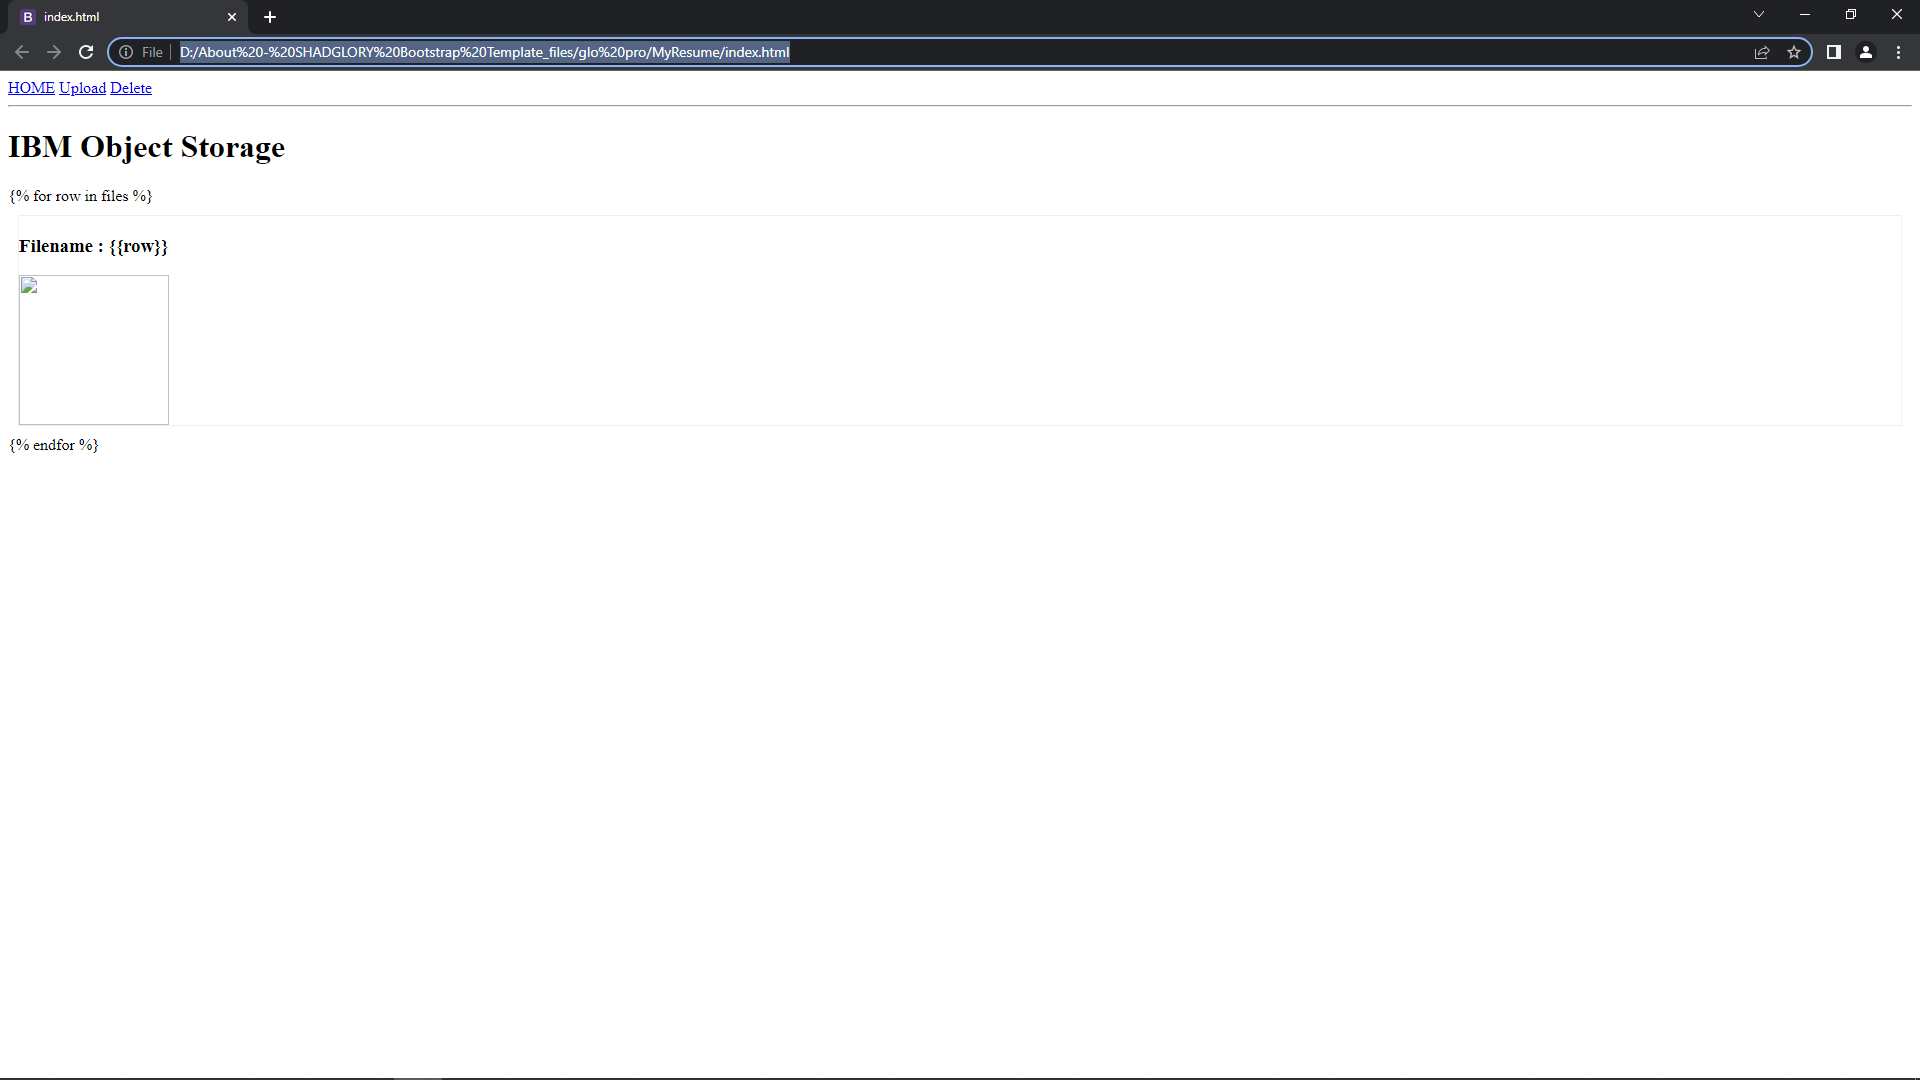 B index.html
File D:/About%20-%20SHADGLORY%20Bootstrap%20Template_files/glo%20pro/MyResume/index.html
HOME Upload Delete
IBM Object Storage
{% for row in files %}
Filename : {{row}}
{% endfor %}